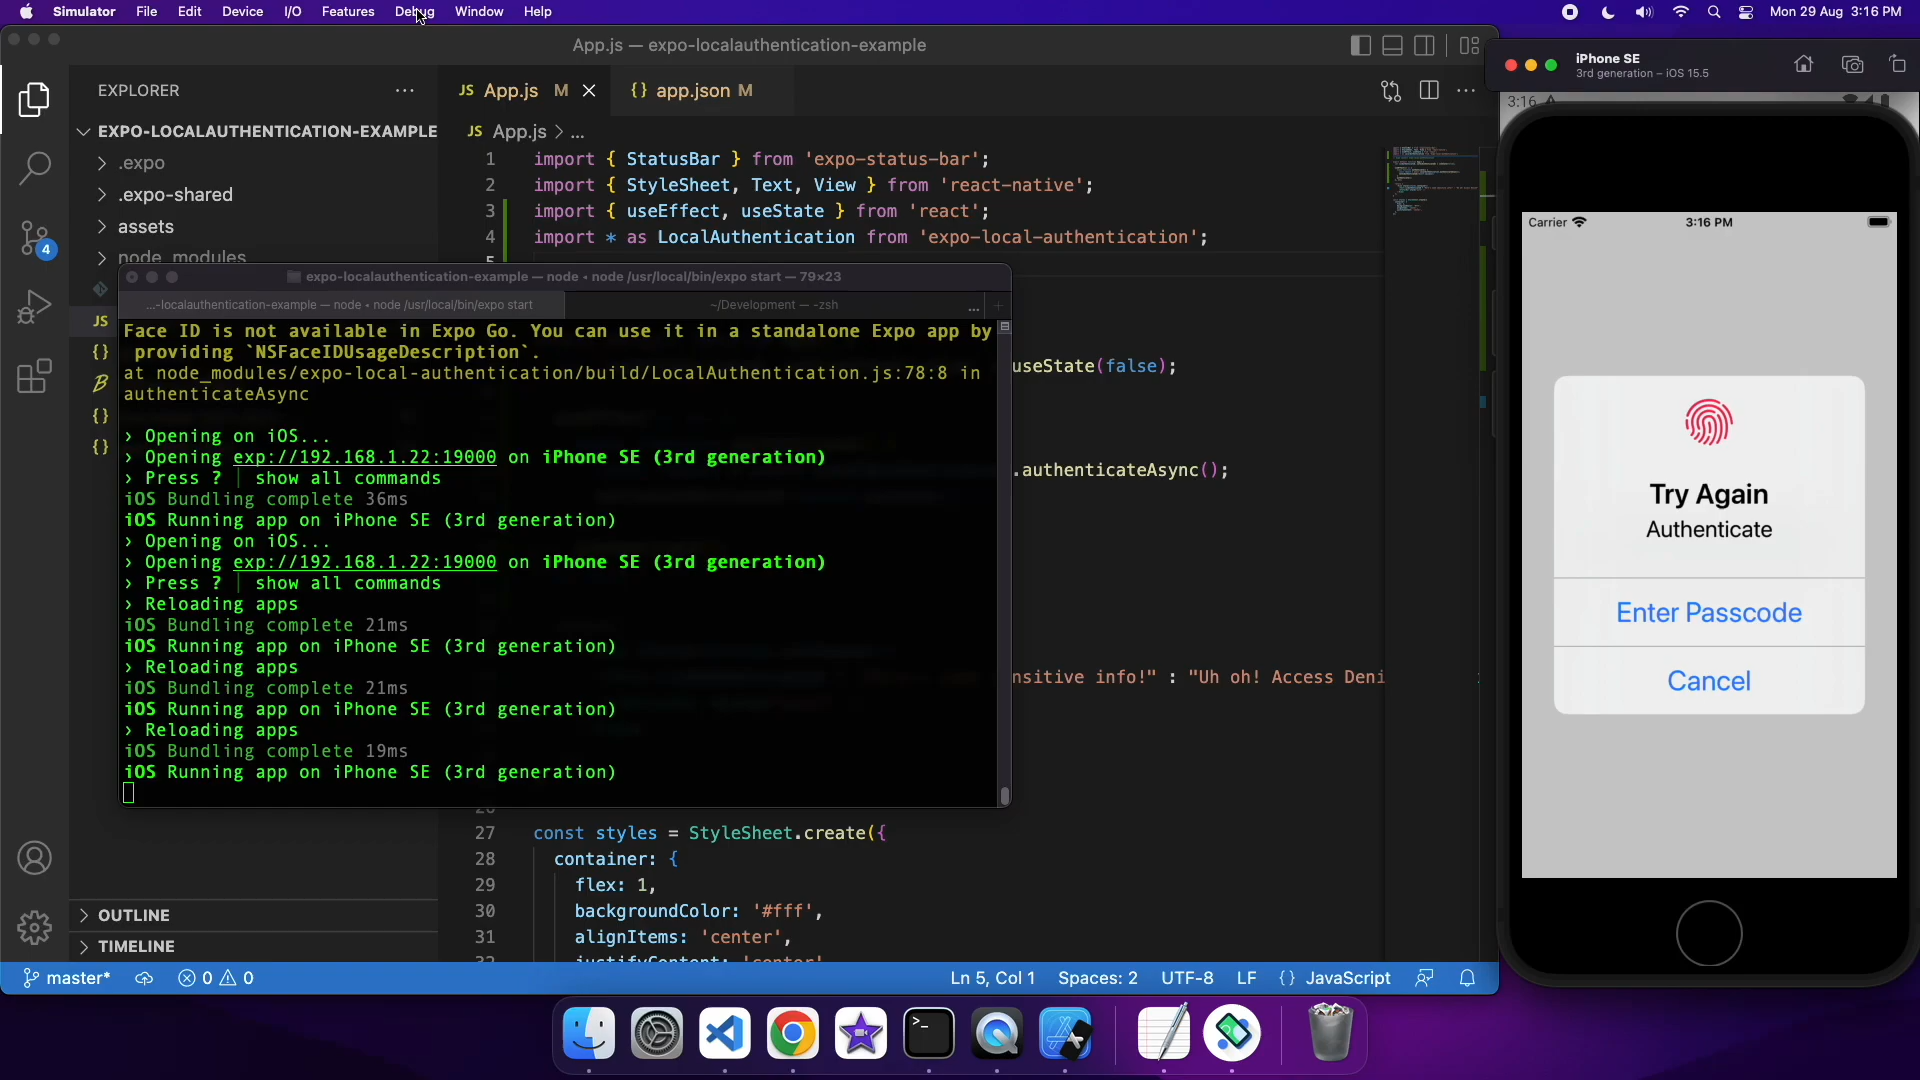 Simulator File Edit Device I/O Features Debug Window Help
Mon 29 Aug 3:16 PM
App.js — expo-localauthentication-example
EXPLORER
EXPO-LOCALAUTHENTICATION-EXAMPLE
.expo
.expo-shared
assets
node_modules
4
JS App.js M
{} app.json M
JS App.js > ...
1 import { StatusBar } from 'expo-status-bar';
2 import { StyleSheet, Text, View } from 'react-native';
3 import { useEffect, useState } from 'react';
4 import * as LocalAuthentication from 'expo-local-authentication';
5
JS
{}
{}
{}
expo-localauthentication-example — node ◂ node /usr/local/bin/expo start — 79×23
...-localauthentication-example — node ◂ node /usr/local/bin/expo start
~/Development — -zsh
Face ID is not available in Expo Go. You can use it in a standalone Expo app by
providing `NSFaceIDUsageDescription`.
at node_modules/expo-local-authentication/build/LocalAuthentication.js:78:8 in
authenticateAsync
› Opening on iOS...
› Opening exp://192.168.1.22:19000 on iPhone SE (3rd generation)
› Press ? │ show all commands
iOS Bundling complete 36ms
iOS Running app on iPhone SE (3rd generation)
› Opening on iOS...
› Opening exp://192.168.1.22:19000 on iPhone SE (3rd generation)
› Press ? │ show all commands
› Reloading apps
iOS Bundling complete 21ms
iOS Running app on iPhone SE (3rd generation)
› Reloading apps
iOS Bundling complete 21ms
iOS Running app on iPhone SE (3rd generation)
› Reloading apps
iOS Bundling complete 19ms
iOS Running app on iPhone SE (3rd generation)
useState(false);
.authenticateAsync();
nsitive info!" : "Uh oh! Access Deni
27 const styles = StyleSheet.create({
28 container: {
29 flex: 1,
30 backgroundColor: '#fff',
31 alignItems: 'center',
OUTLINE
TIMELINE
master* 0 0
Ln 5, Col 1 Spaces: 2 UTF-8 LF {} JavaScript
iPhone SE
3rd generation – iOS 15.5
3:16
Carrier 3:16 PM
Try Again
Authenticate
Enter Passcode
Cancel